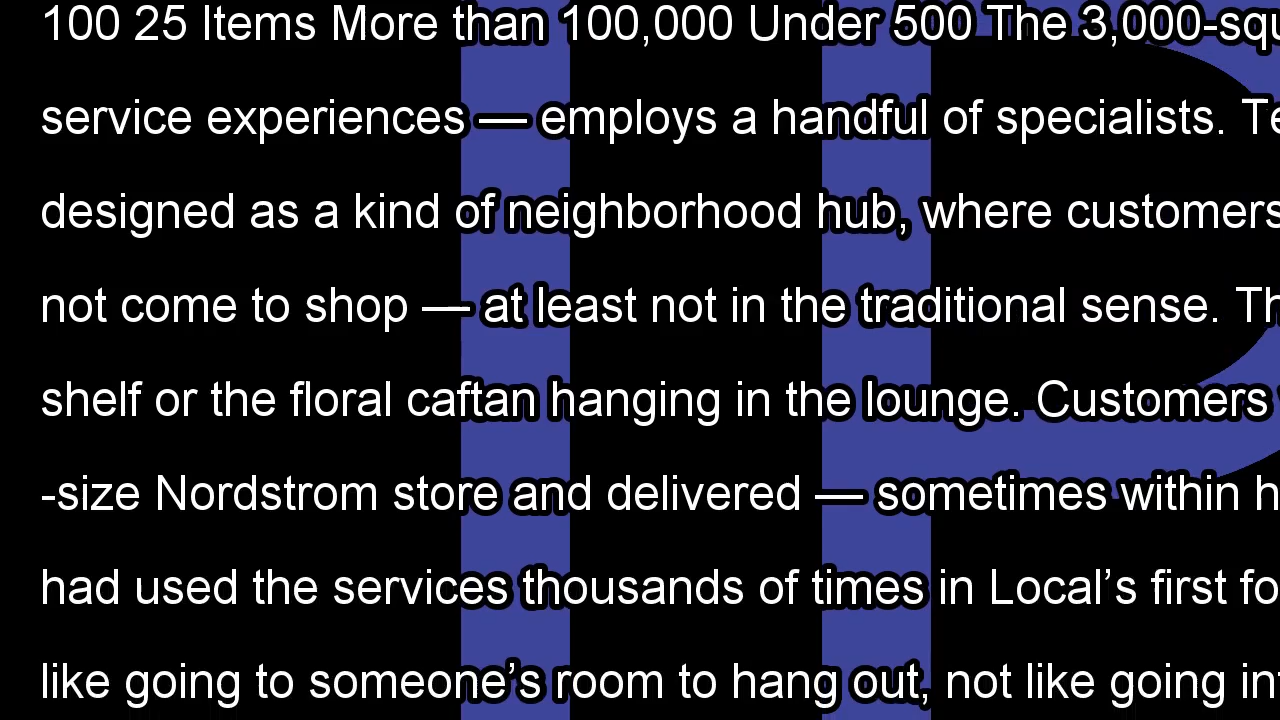 100 25 Items More than 100,000 Under 500 The 3,000-squ
service experiences — employs a handful of specialists.
designed as a kind of neighborhood hub, where customers
not come to shop — at least not in the traditional sense.
shelf or the floral caftan hanging in the lounge. Customers
-size Nordstrom store and delivered — sometimes within
had used the services thousands of times in Local’s first
like going to someone’s room to hang out, not like going